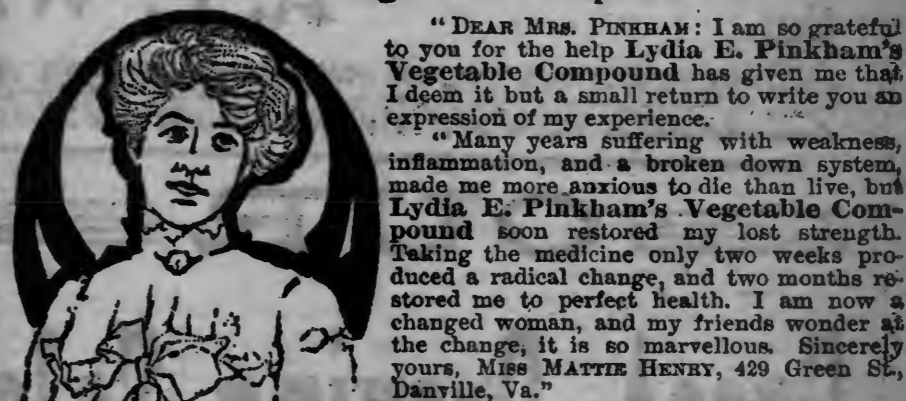 "DEAR MRS. PINKHAM: I am so grateful
to you for the help Lydia E. Pinkham's
Vegetable Compound has given me that
I deem it but a small return to write you an
expression of my experience.
"Many years suffering with weakness,
inflammation, and a broken down system,
made me more anxious to die than live, but
Lydia E. Pinkham's Vegetable Com-
pound soon restored my lost strength.
Taking the medicine only two weeks pro-
duced a radical change, and two months re-
stored me to perfect health. I am now a
changed woman, and my friends wonder at
the change, it is so marvellous. Sincerely
yours, MISS MATTIE HENRY, 429 Green St.,
Danville, Va."